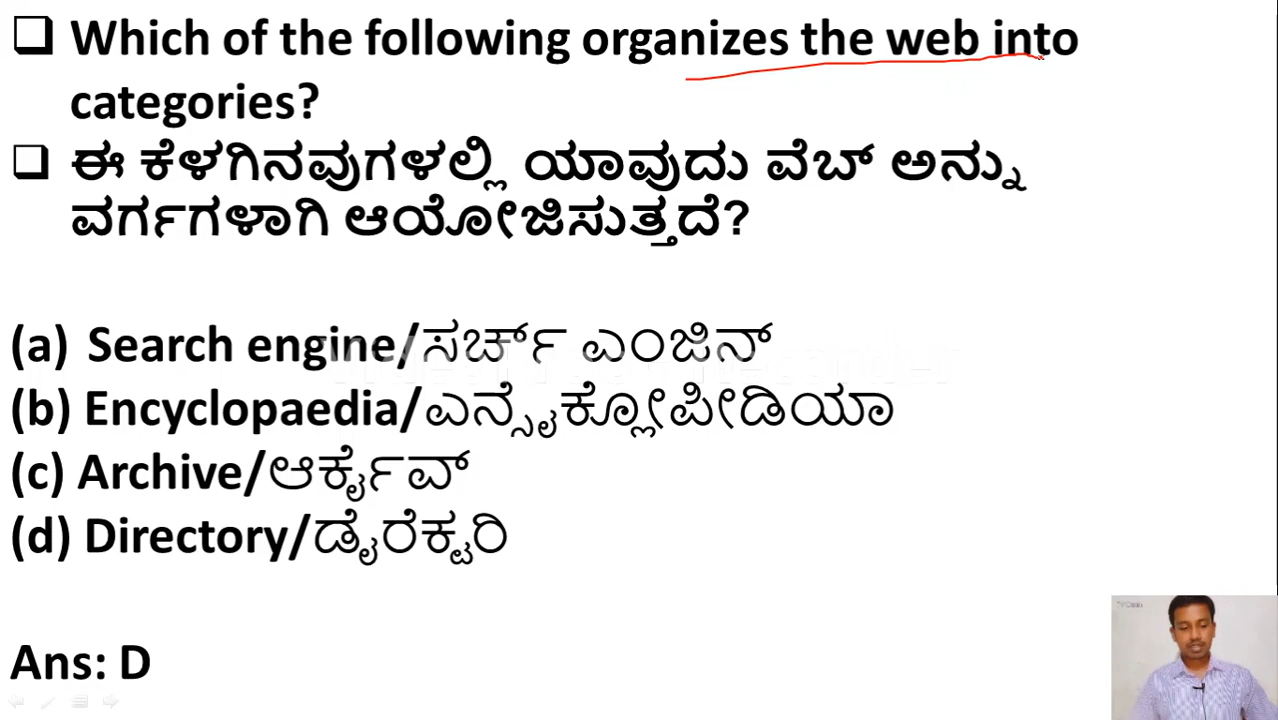 Which of the following organizes the web into
categories?
ಈ ಕೆಳಗಿನವುಗಳಲ್ಲಿ ಯಾವುದು ವೆಬ್ ಅನ್ನು
ವರ್ಗಗಳಾಗಿ ಆಯೋಜಿಸುತ್ತದೆ?
(a) Search engine/ಸರ್ಚ್ ಎಂಜಿನ್
(b) Encyclopaedia/ಎನ್ಸೈಕ್ಲೋಪೀಡಿಯಾ
(c) Archive/ಆರ್ಕೈವ್
(d) Directory/ಡೈರೆಕ್ಟರಿ
Ans: D